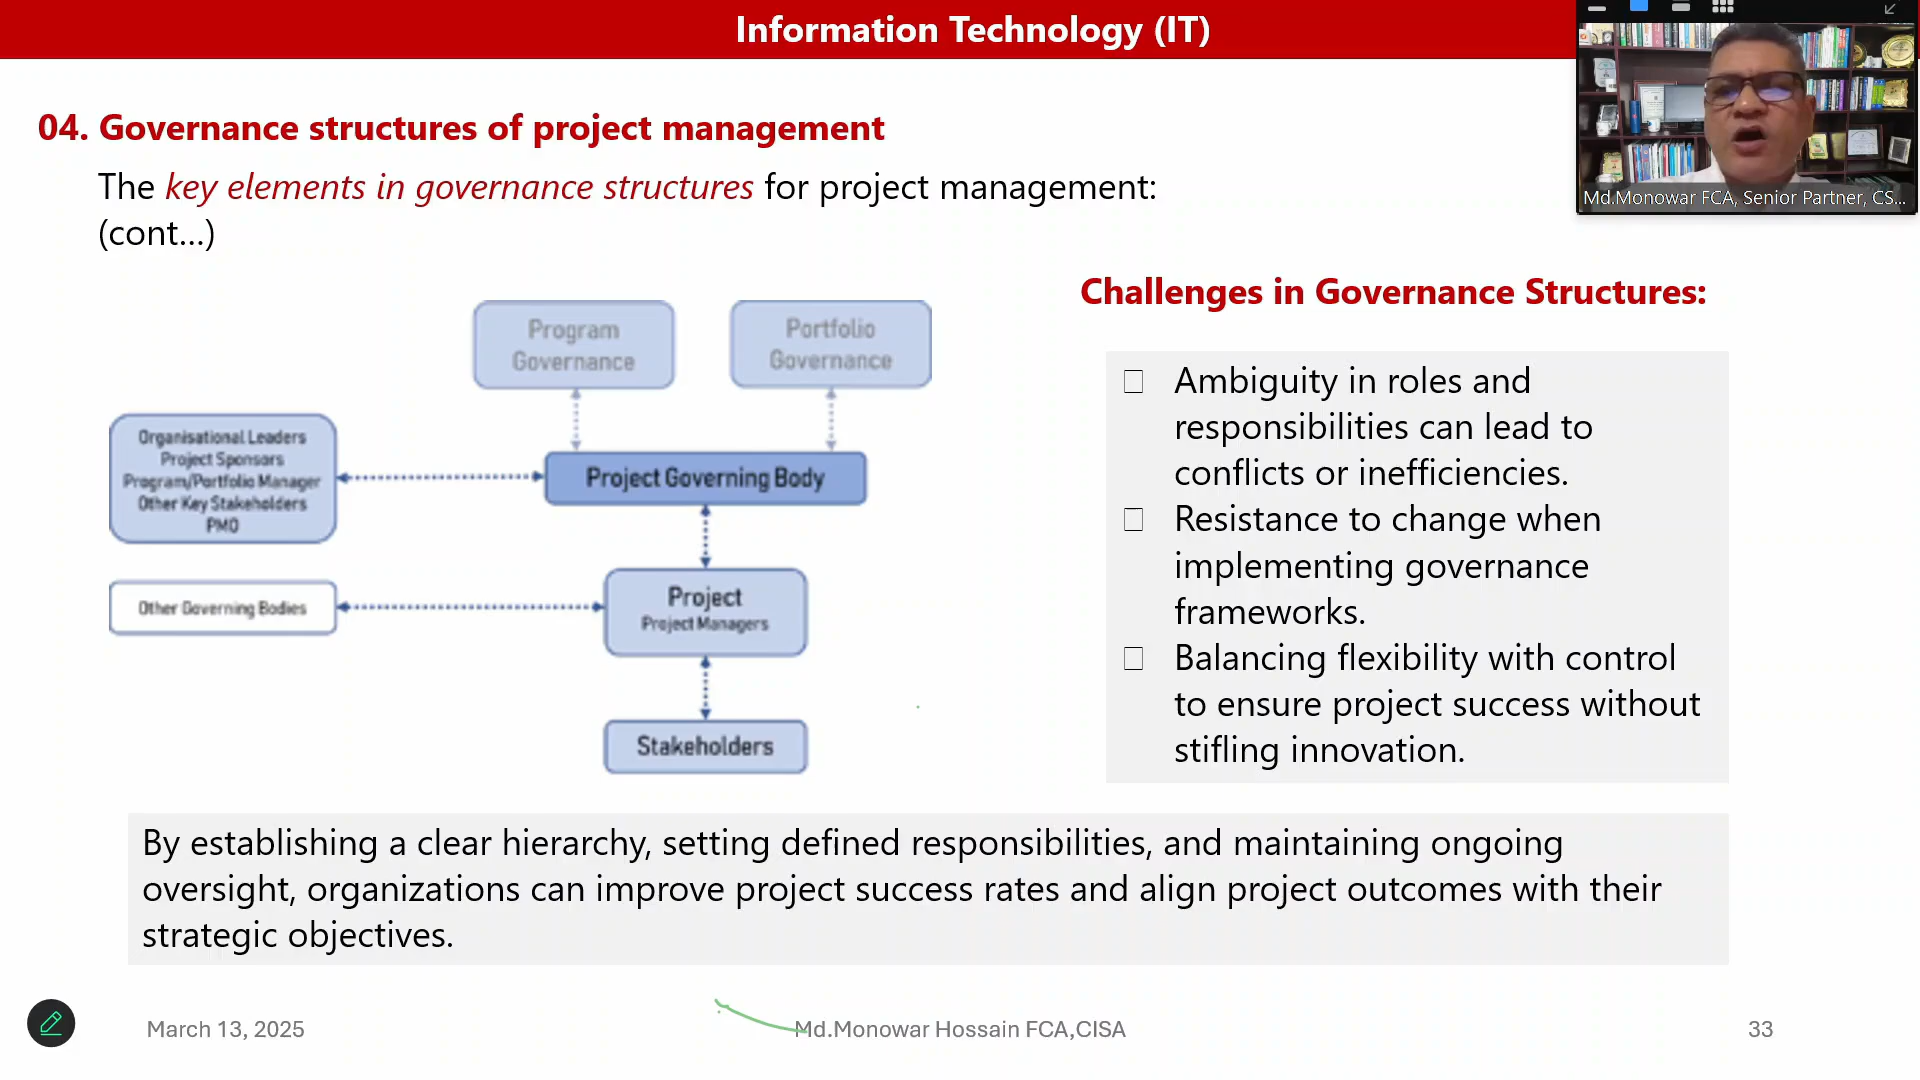 Information Technology (IT)
Md.Monowar FCA, Senior Partner, CS...
04. Governance structures of project management
The key elements in governance structures for project management:
(cont...)
Program
Governance
Portfolio
Governance
Organisational Leaders
Project Sponsors
Program/Portfolio Manager
Other Key Stakeholders
PMO
Project Governing Body
Other Governing Bodies
Project
Project Managers
Stakeholders
Challenges in Governance Structures:
Ambiguity in roles and
responsibilities can lead to
conflicts or inefficiencies.
Resistance to change when
implementing governance
frameworks.
Balancing flexibility with control
to ensure project success without
stifling innovation.
By establishing a clear hierarchy, setting defined responsibilities, and maintaining ongoing
oversight, organizations can improve project success rates and align project outcomes with their
strategic objectives.
March 13, 2025
Md.Monowar Hossain FCA,CISA
33